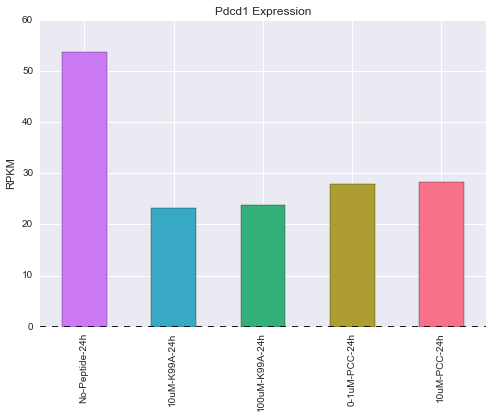 Pdcd1 Expression
60
50
40
30
20
10
0
RPKM
No-Peptide-24h
10uM-K99A-24h
100uM-K99A-24h
0-1uM-PCC-24h
10uM-PCC-24h